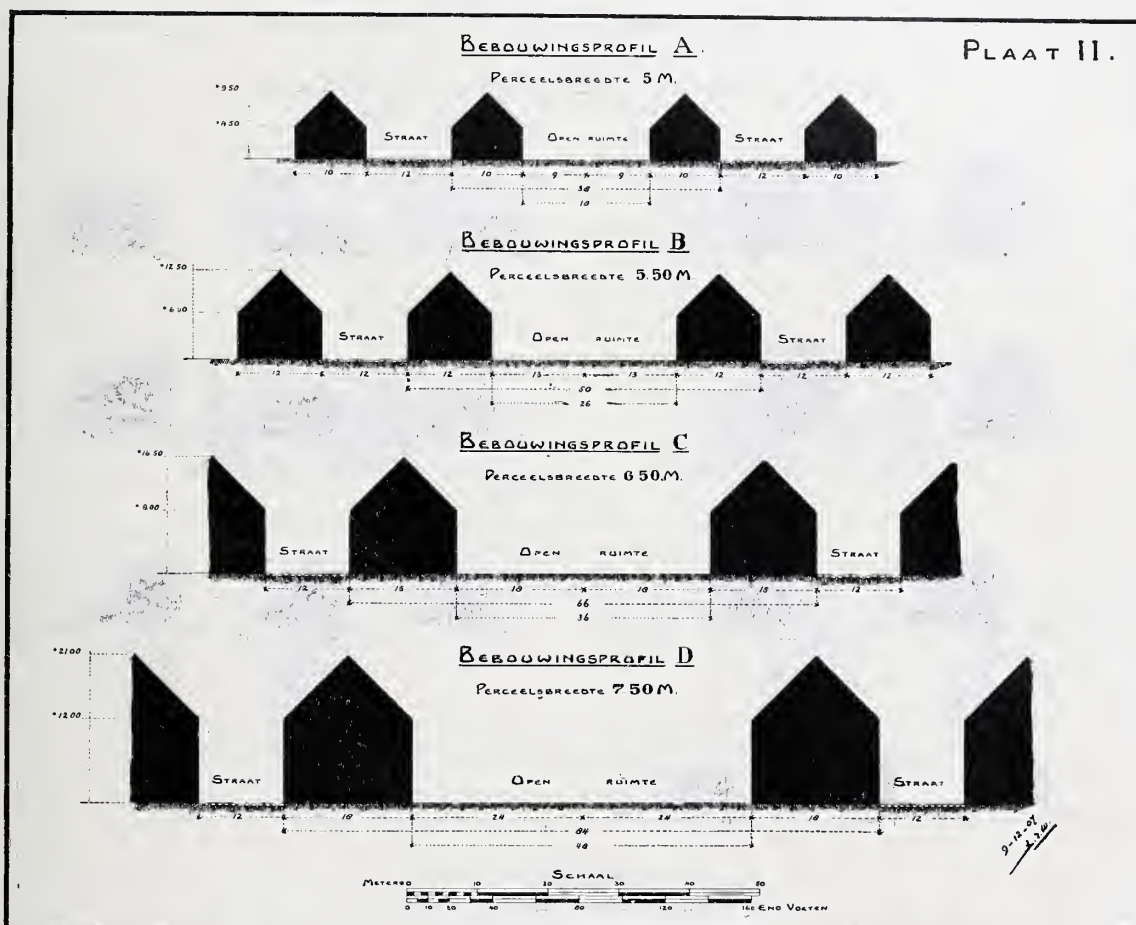 PLAAT II.
BEBOUWINGSPROFIL A.
PERCEELSBREEDTE 5 M.
+9.50
+4.50
STRAAT OPEN RUIMTE STRAAT
10 12 10 9 9 10 12 10
38
18
BEBOUWINGSPROFIL B
PERCEELSBREEDTE 5.50 M.
+12.50
+6.00
STRAAT OPEN RUIMTE STRAAT
12 12 12 13 13 12 12 12
50
26
BEBOUWINGSPROFIL C
PERCEELSBREEDTE 6 50.M.
+16.50
+9.00
STRAAT OPEN RUIMTE STRAAT
12 15 18 18 15 12
66
36
BEBOUWINGSPROFIL D
PERCEELSBREEDTE 7 50 M.
+21.00
+12.00
STRAAT OPEN RUIMTE STRAAT
12 18 24 24 18 12
84
48
9-12-07
SCHAAL
METERS 0 10 20 30 40 50
0 10 20 40 80 120 160 ENG VOETEN